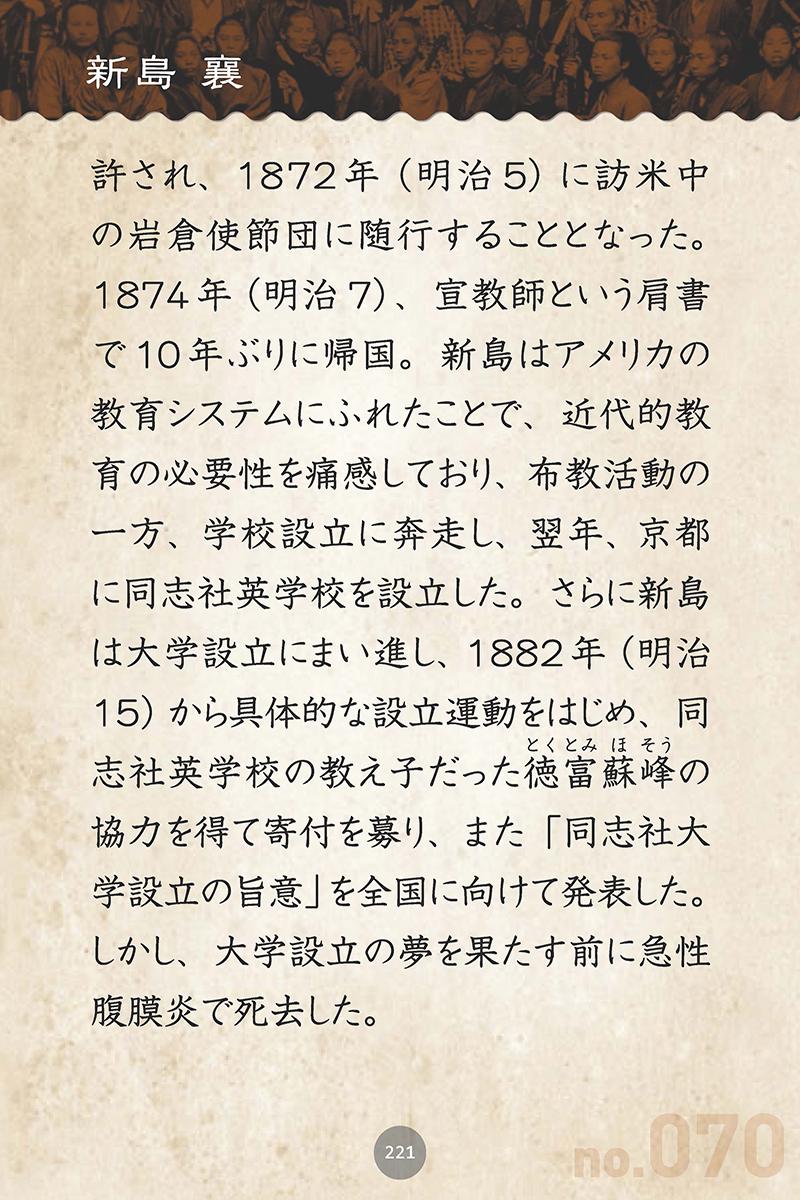 新島 襄
許され、1872年（明治5）に訪米中
の岩倉使節団に随行することとなった。
1874年（明治7）、宣教師という肩書
で10年ぶりに帰国。新島はアメリカの
教育システムにふれたことで、近代的教
育の必要性を痛感しており、布教活動の
一方、学校設立に奔走し、翌年、京都
に同志社英学校を設立した。さらに新島
は大学設立にまい進し、1882年（明治
15）から具体的な設立運動をはじめ、同
とくとみ ほ そう
志社英学校の教え子だった徳富蘇峰の
協力を得て寄付を募り、また「同志社大
学設立の旨意」を全国に向けて発表した。
しかし、大学設立の夢を果たす前に急性
腹膜炎で死去した。
221
no.070